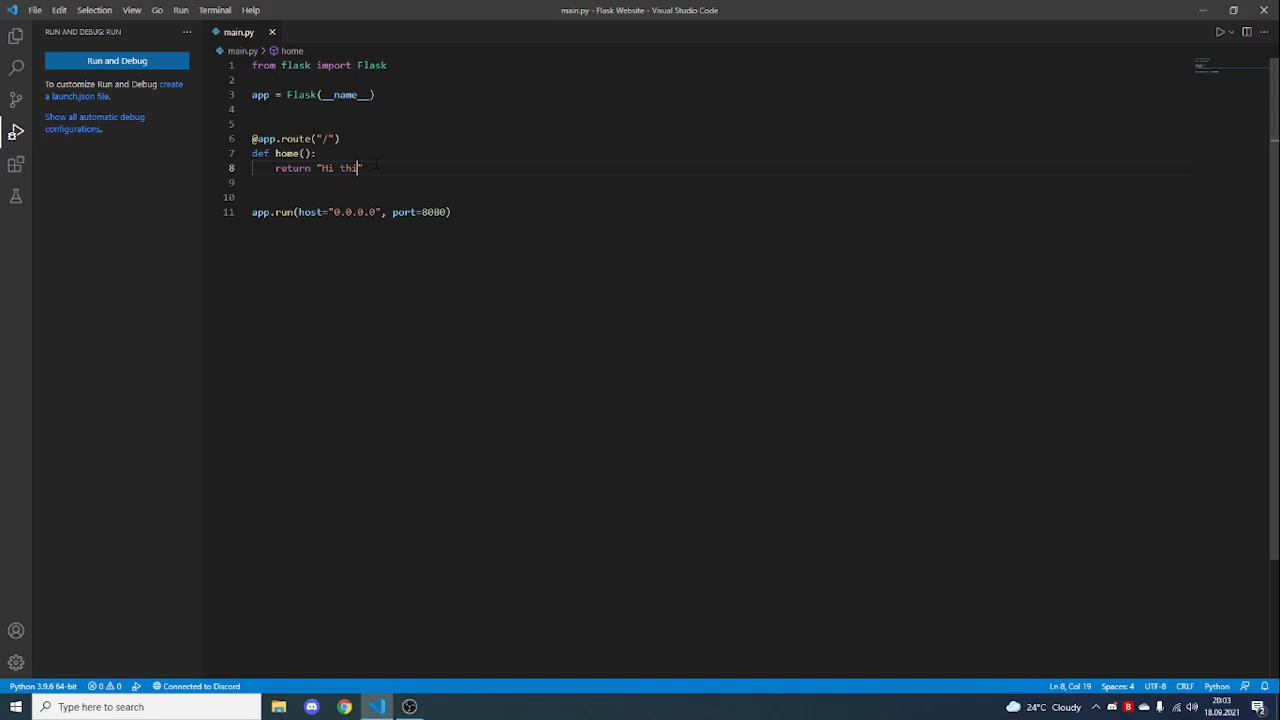 File Edit Selection View Go Run Terminal Help
main.py - Flask Website - Visual Studio Code
RUN AND DEBUG: RUN
Run and Debug
To customize Run and Debug create
a launch.json file.
Show all automatic debug
configurations.
main.py
main.py > home
1 from flask import Flask
2
3 app = Flask(__name__)
4
5
6 @app.route("/")
7 def home():
8 return "Hi thi"
9
10
11 app.run(host="0.0.0.0", port=8080)
Python 3.9.6 64-bit 0 0 Connected to Discord
Ln 8, Col 19 Spaces: 4 UTF-8 CRLF Python
Type here to search
24°C Cloudy
20:03
18.09.2021
2